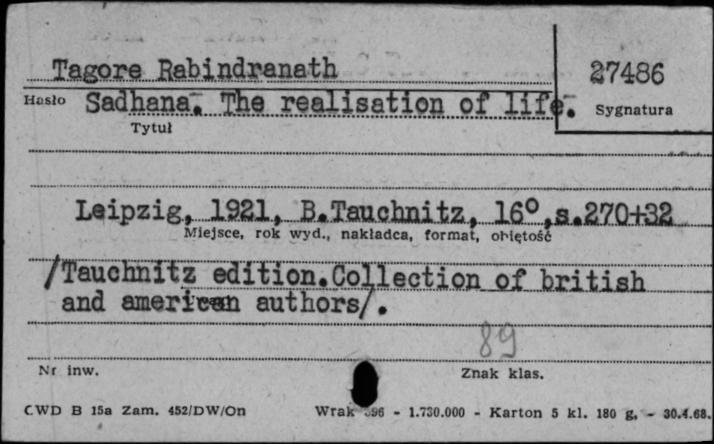 Tagore Rabindranath
27486
Hasło Sadhana. The realisation of life.
Sygnatura
Tytuł
Leipzig, 1921, B.Tauchnitz, 16°,s.270+32
Miejsce, rok wyd., nakładca, format, objętość
/Tauchnitz edition.Collection of british
and american authors/.
89
Nr inw.
Znak klas.
CWD B 15a Zam. 452/DW/On
Wrak 96 - 1.730.000 - Karton 5 kl. 180 g, - 30.4.68.